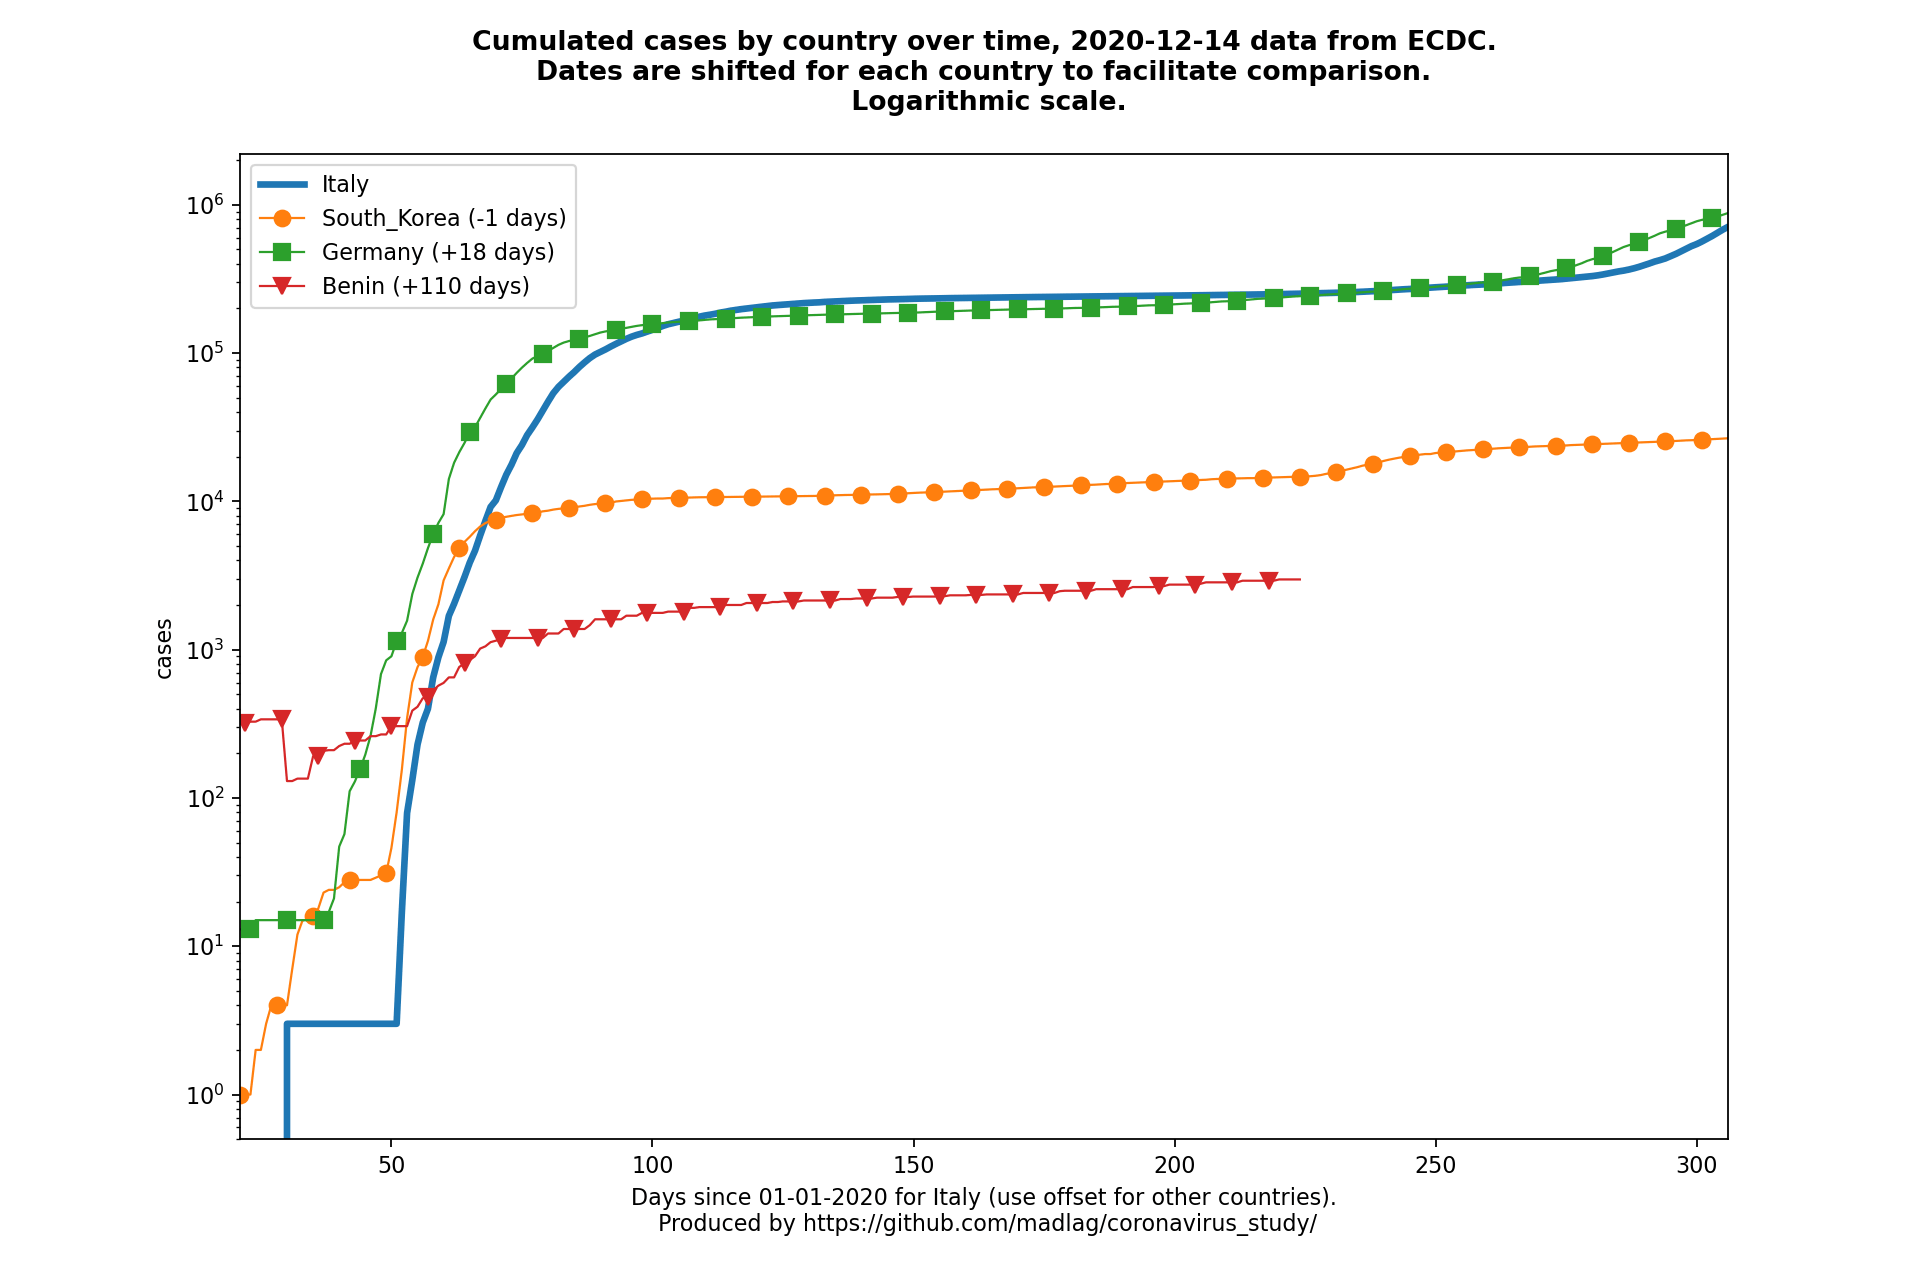 Cumulated cases by country over time, 2020-12-14 data from ECDC.
Dates are shifted for each country to facilitate comparison.
Logarithmic scale.
Italy
South_Korea (-1 days)
Germany (+18 days)
Benin (+110 days)
10^6
10^5
10^4
10^3
10^2
10^1
10^0
cases
50 100 150 200 250 300
Days since 01-01-2020 for Italy (use offset for other countries).
Produced by https://github.com/madlag/coronavirus_study/